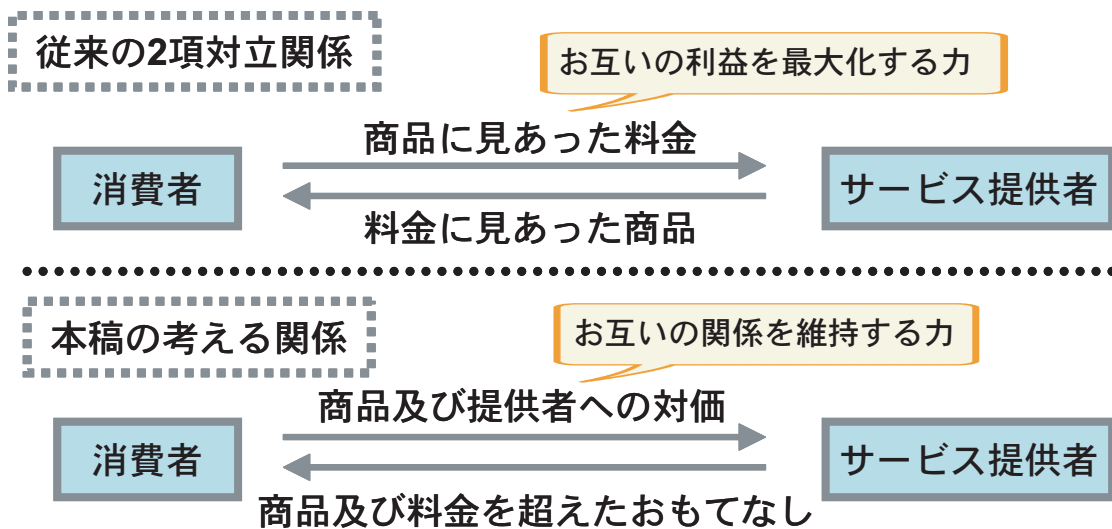 従来の2項対立関係
お互いの利益を最大化する力
商品に見あった料金
消費者
サービス提供者
料金に見あった商品
本稿の考える関係
お互いの関係を維持する力
商品及び提供者への対価
消費者
サービス提供者
商品及び料金を超えたおもてなし